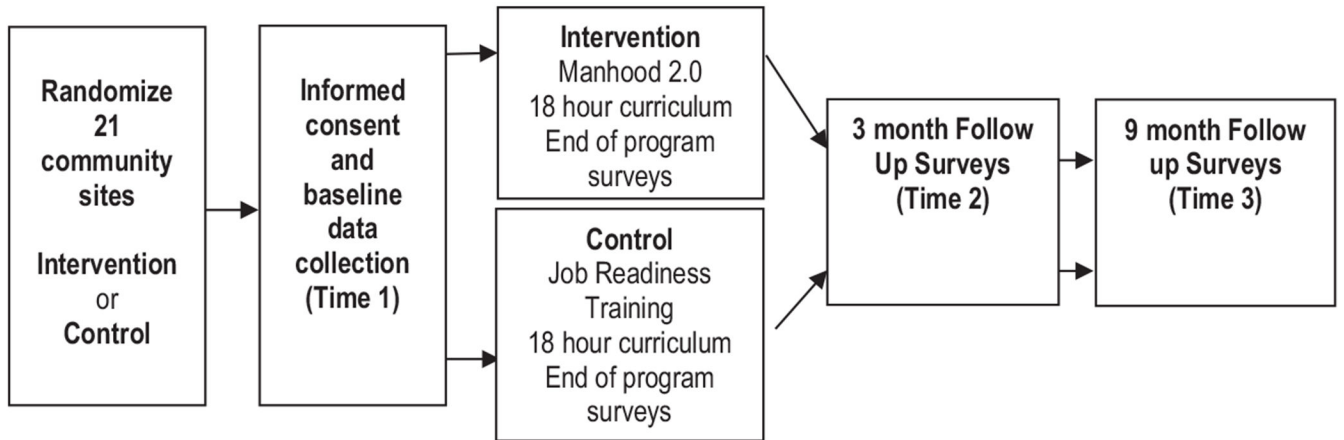 Randomize
21
community
sites
Intervention
or
Control
Informed
consent
and
baseline
data
collection
(Time 1)
Intervention
Manhood 2.0
18 hour curriculum
End of program
surveys
Control
Job Readiness
Training
18 hour curriculum
End of program
surveys
3 month Follow
Up Surveys
(Time 2)
9 month Follow
up Surveys
(Time 3)